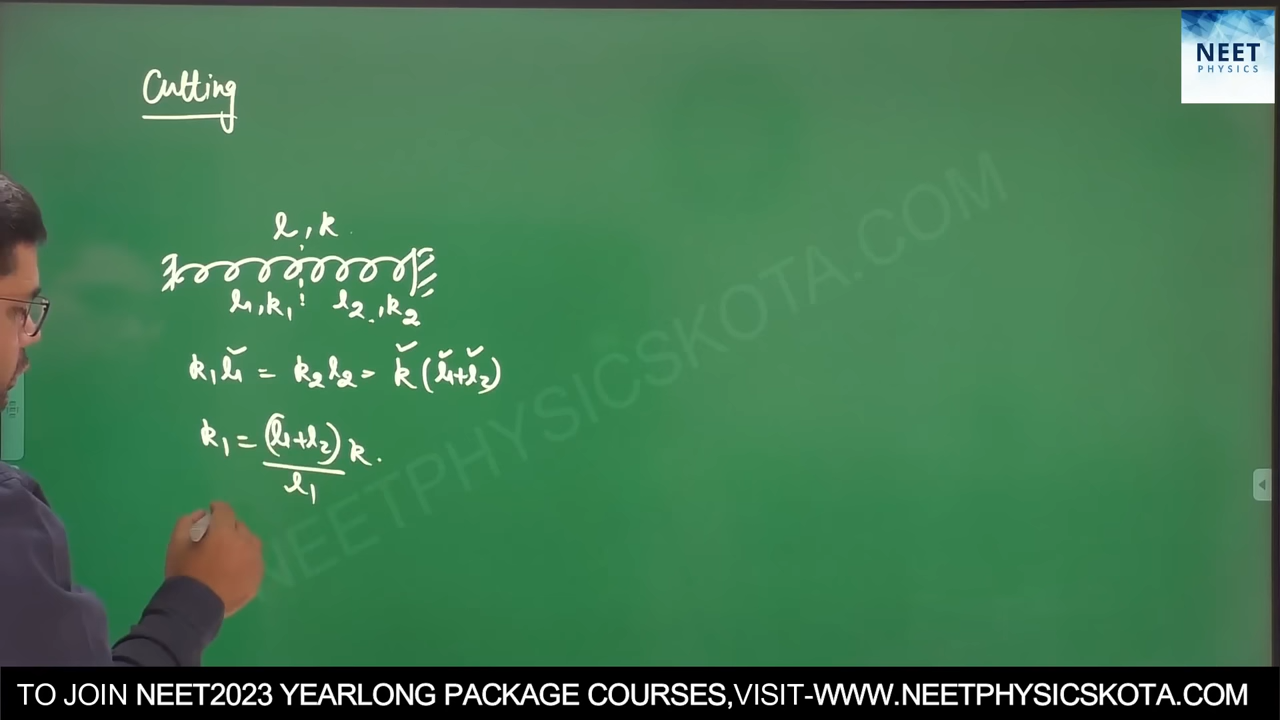 NEET
PHYSICS
Cutting
l, k
l₁, k₁ l₂, k₂
k₁l₁ = k₂l₂ = k(l₁+l₂)
k₁ = (l₁+l₂)/l₁ k.
NEETPHYSICSKOTA.COM
TO JOIN NEET2023 YEARLONG PACKAGE COURSES,VISIT-WWW.NEETPHYSICSKOTA.COM